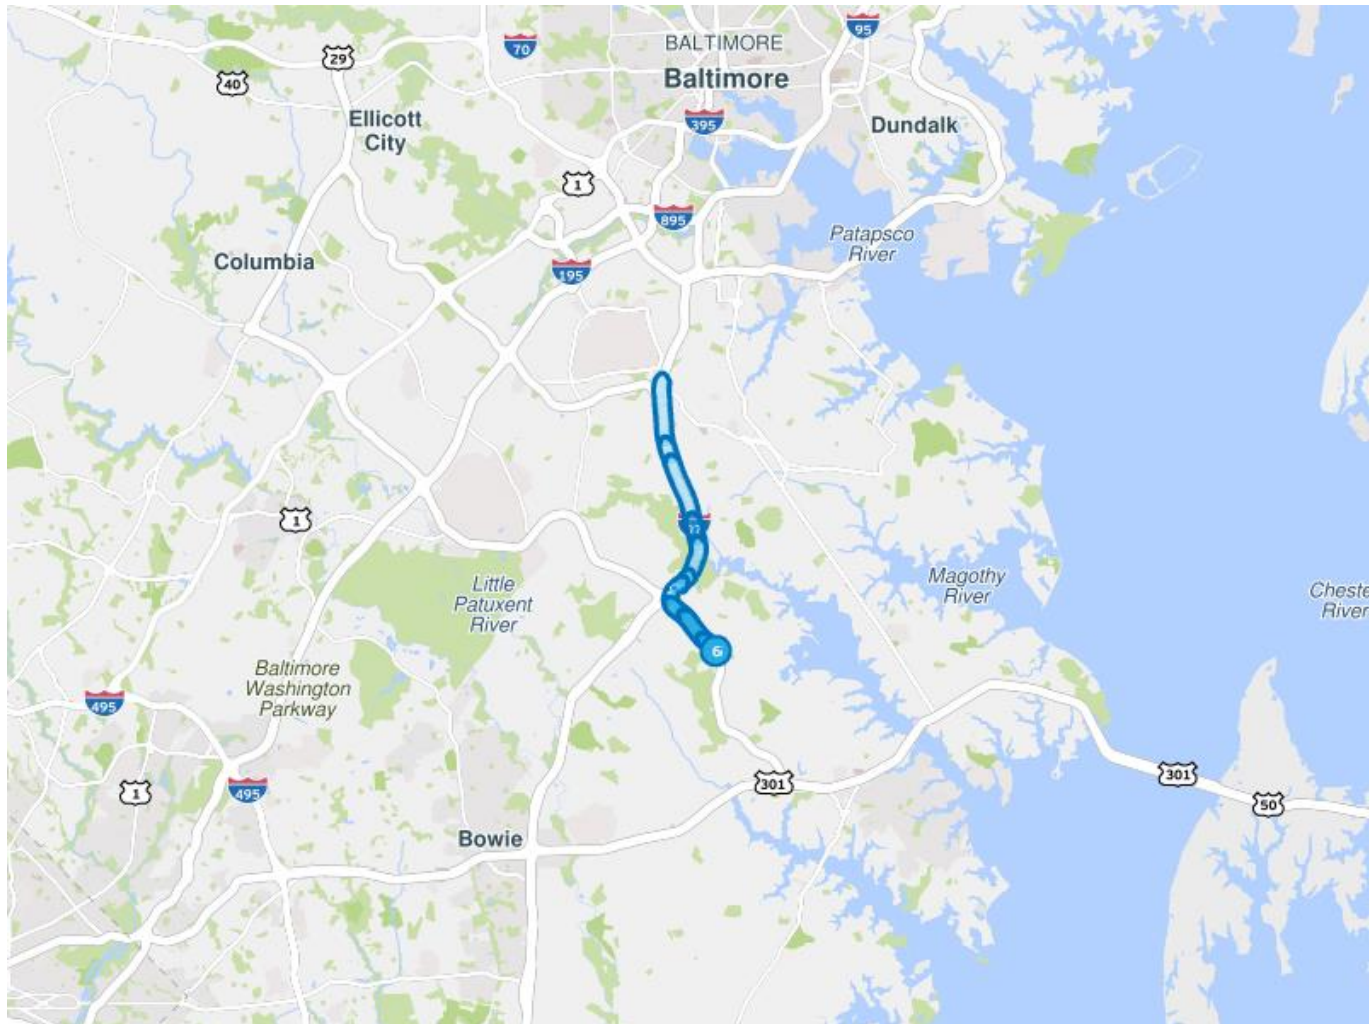 95
70
BALTIMORE
29
Baltimore
40
395
Ellicott
City
Dundalk
1
895
Patapsco
River
Columbia
195
1
Little
Patuxent
River
Magothy
River
Cheste
River
6
Baltimore
Washington
Parkway
495
301
301
50
1
495
Bowie